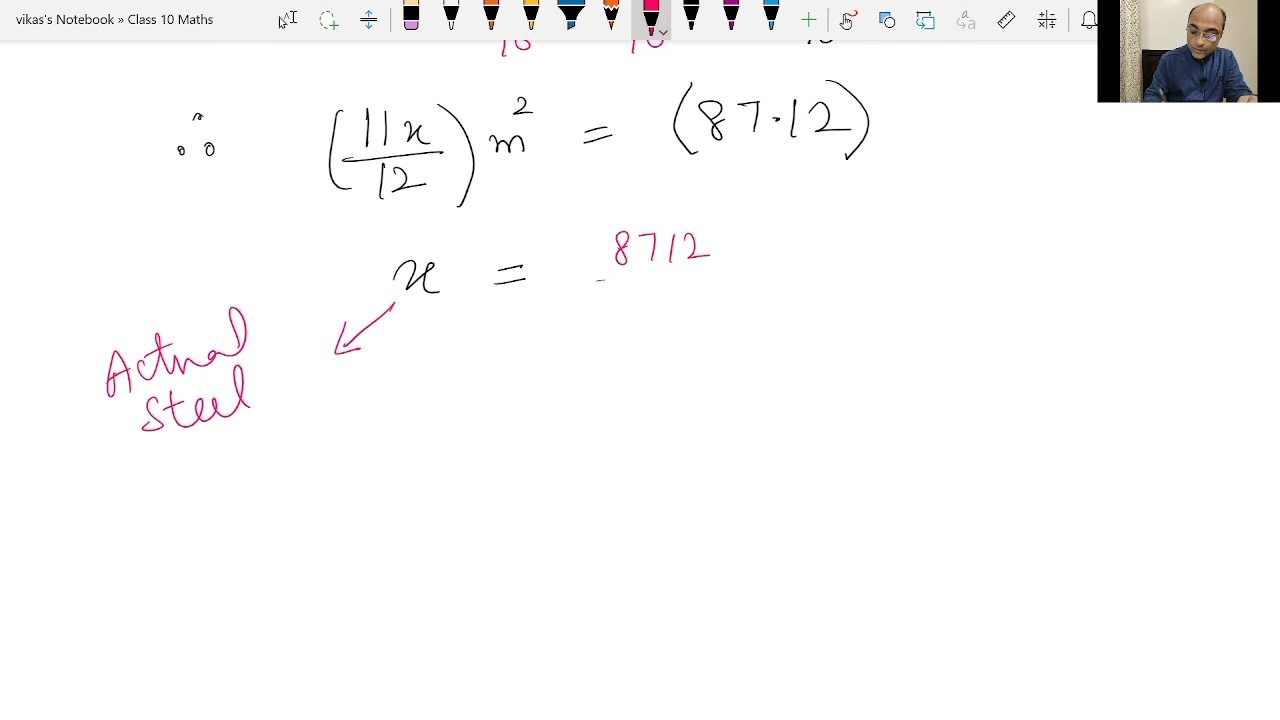 vikas's Notebook » Class 10 Maths
∴ (11x/12) m² = (87.12)
x = 8712
Actual
Steel